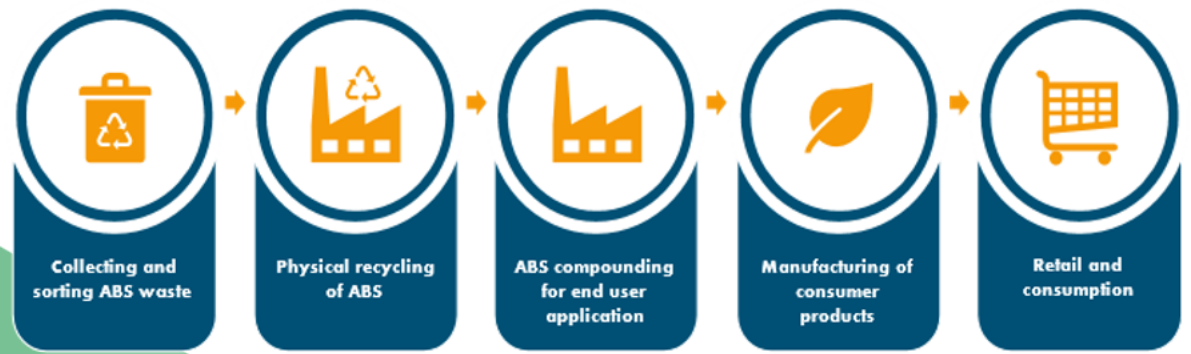 Collecting and
sorting ABS waste
Physical recycling
of ABS
ABS compounding
for end user
application
Manufacturing of
consumer
products
Retail and
consumption